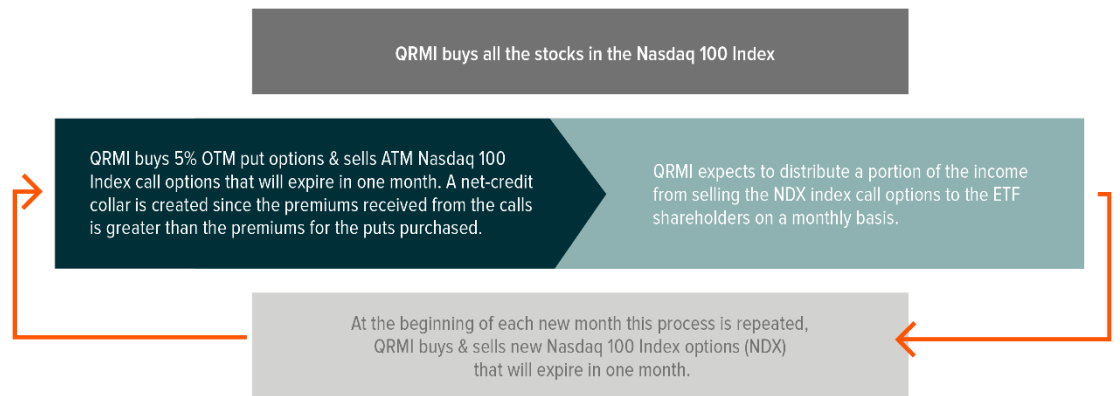 QRMI buys all the stocks in the Nasdaq 100 Index
QRMI buys 5% OTM put options & sells ATM Nasdaq 100
Index call options that will expire in one month. A net-credit
collar is created since the premiums received from the calls
is greater than the premiums for the puts purchased.
QRMI expects to distribute a portion of the income
from selling the NDX index call options to the ETF
shareholders on a monthly basis.
At the beginning of each new month this process is repeated,
QRMI buys & sells new Nasdaq 100 Index options (NDX)
that will expire in one month.